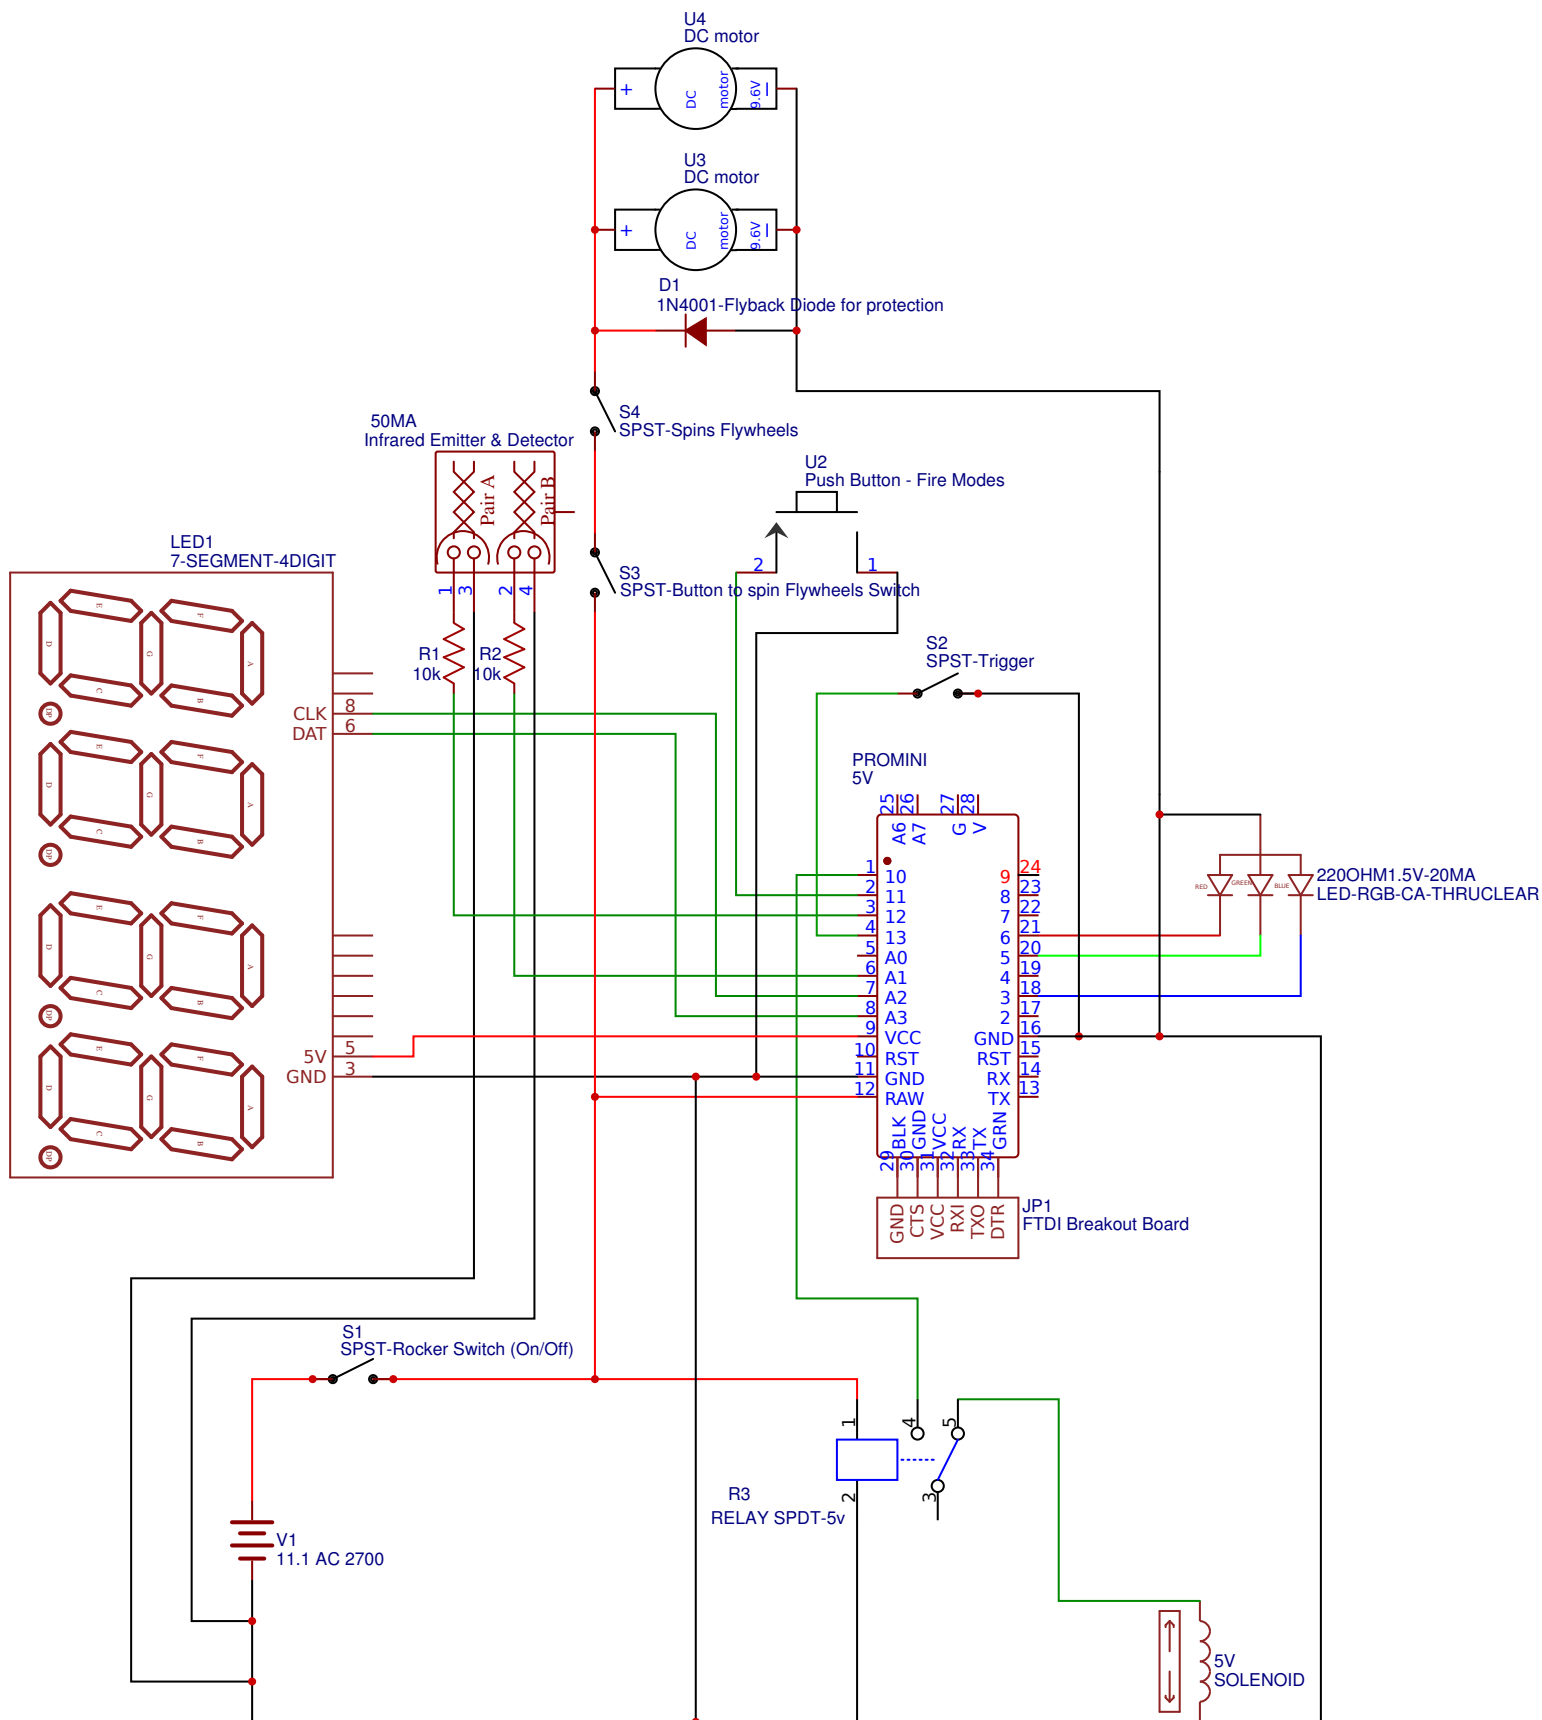 U4
DC motor
+
DC
motor
9.6V
U3
DC motor
+
DC
motor
9.6V
D1
1N4001-Flyback Diode for protection
S4
SPST-Spins Flywheels
50MA
Infrared Emitter & Detector
Pair A
Pair B
1
3
2
4
U2
Push Button - Fire Modes
2
1
S3
SPST-Button to spin Flywheels Switch
LED1
7-SEGMENT-4DIGIT
E
F
D
G
A
C
B
DP
E
F
D
G
A
C
B
DP
E
F
D
G
A
C
B
DP
E
F
D
G
A
C
B
DP
CLK 8
DAT 6
5V 5
GND 3
R1
10k
R2
10k
S2
SPST-Trigger
PROMINI
5V
25
26
27
28
A6
A7
G
V
1 10
2 11
3 12
4 13
5 A0
6 A1
7 A2
8 A3
9 VCC
10 RST
11 GND
12 RAW
9 24
8 23
7 22
6 21
5 20
4 19
3 18
2 17
GND 16
RST 15
RX 14
TX 13
BLK
GND
VCC
RX
TX
GRN
29
30
31
32
33
34
GND
CTS
VCC
RXI
TXO
DTR
JP1
FTDI Breakout Board
RED
GREEN
BLUE
220OHM1.5V-20MA
LED-RGB-CA-THRUCLEAR
S1
SPST-Rocker Switch (On/Off)
V1
11.1 AC 2700
1
2
4
5
3
R3
RELAY SPDT-5v
5V
SOLENOID